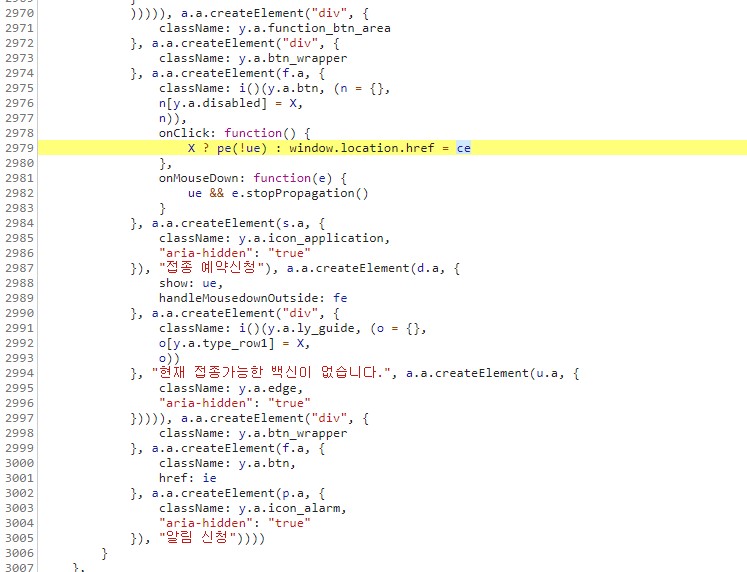 2970 ))))), a.a.createElement("div", {
2971 className: y.a.function_btn_area
2972 }, a.a.createElement("div", {
2973 className: y.a.btn_wrapper
2974 }, a.a.createElement(f.a, {
2975 className: i()(y.a.btn, (n = {},
2976 n[y.a.disabled] = X,
2977 n)),
2978 onClick: function() {
2979 X ? pe(!ue) : window.location.href = ce
2980 },
2981 onMouseDown: function(e) {
2982 ue && e.stopPropagation()
2983 }
2984 }, a.a.createElement(s.a, {
2985 className: y.a.icon_application,
2986 "aria-hidden": "true"
2987 }), "접종 예약신청"), a.a.createElement(d.a, {
2988 show: ue,
2989 handleMousedownOutside: fe
2990 }, a.a.createElement("div", {
2991 className: i()(y.a.ly_guide, (o = {},
2992 o[y.a.type_row1] = X,
2993 o))
2994 }, "현재 접종가능한 백신이 없습니다.", a.a.createElement(u.a, {
2995 className: y.a.edge,
2996 "aria-hidden": "true"
2997 })))), a.a.createElement("div", {
2998 className: y.a.btn_wrapper
2999 }, a.a.createElement(f.a, {
3000 className: y.a.btn,
3001 href: ie
3002 }, a.a.createElement(p.a, {
3003 className: y.a.icon_alarm,
3004 "aria-hidden": "true"
3005 }), "알림 신청"))))
3006 }
3007 },